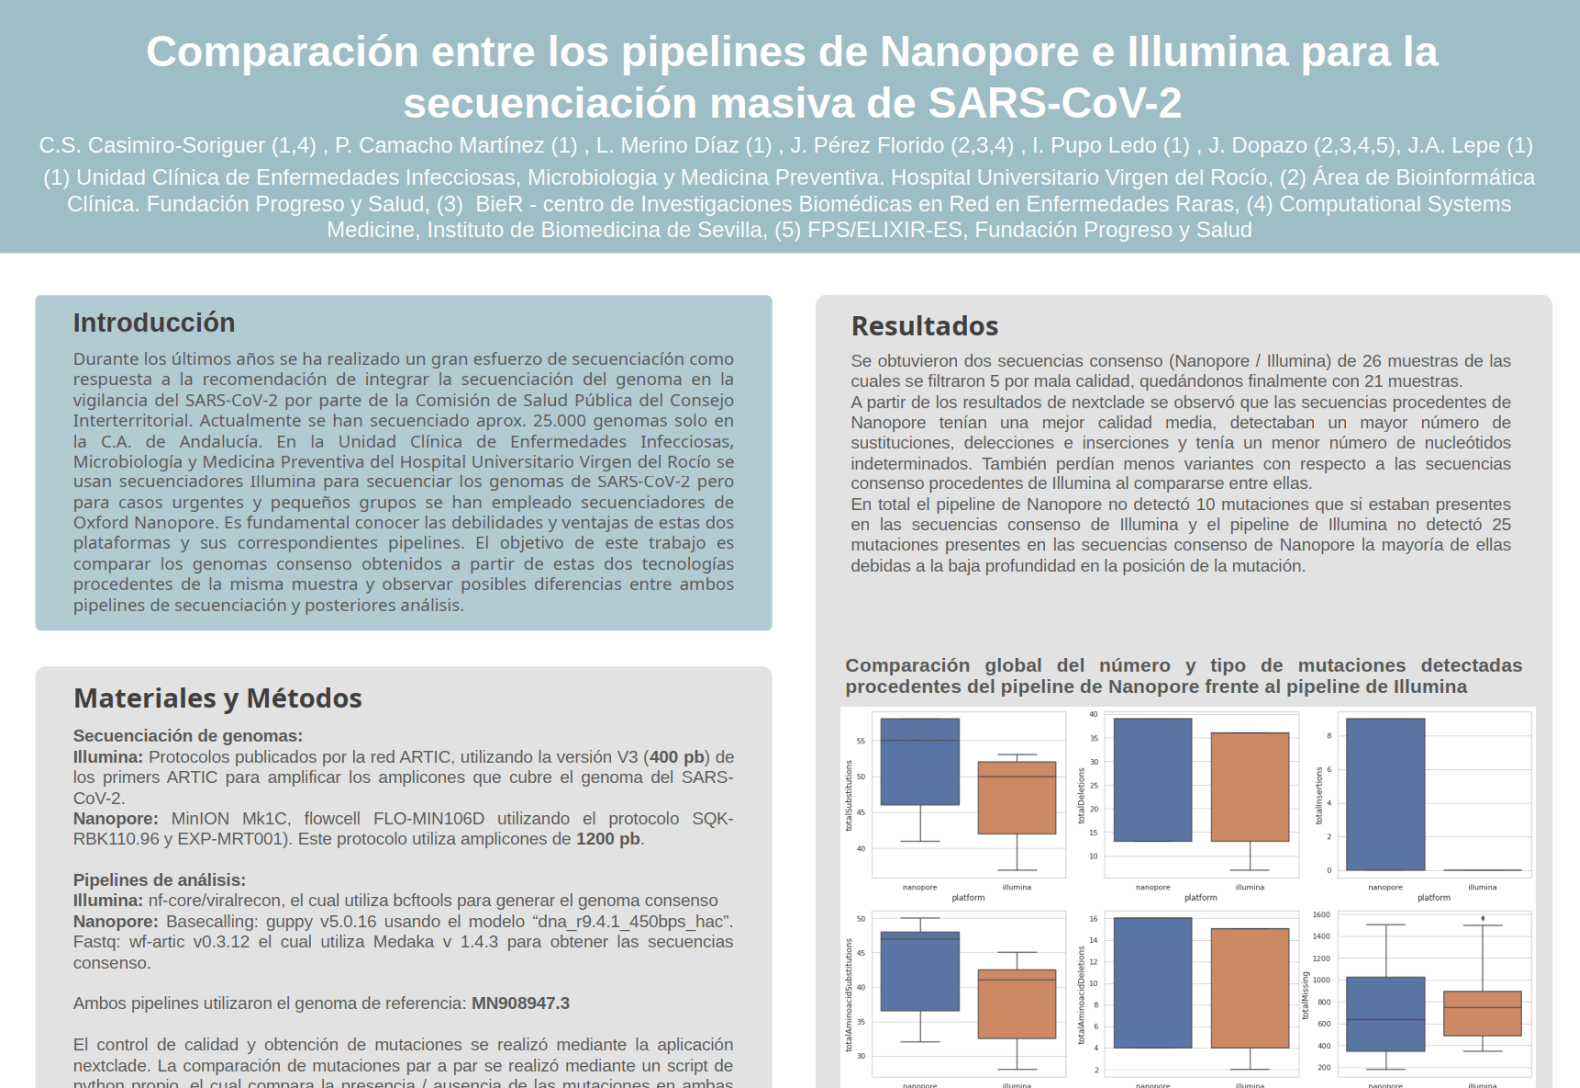 Comparación entre los pipelines de Nanopore e Illumina para la
secuenciación masiva de SARS-CoV-2
C.S. Casimiro-Soriguer (1,4) , P. Camacho Martínez (1) , L. Merino Díaz (1) , J. Pérez Florido (2,3,4) , I. Pupo Ledo (1) , J. Dopazo (2,3,4,5), J.A. Lepe (1)
(1) Unidad Clínica de Enfermedades Infecciosas, Microbiologia y Medicina Preventiva. Hospital Universitario Virgen del Rocío, (2) Área de Bioinformática
Clínica. Fundación Progreso y Salud, (3) BieR - centro de Investigaciones Biomédicas en Red en Enfermedades Raras, (4) Computational Systems
Medicine, Instituto de Biomedicina de Sevilla, (5) FPS/ELIXIR-ES, Fundación Progreso y Salud
Introducción
Durante los últimos años se ha realizado un gran esfuerzo de secuenciacíón como
respuesta a la recomendación de integrar la secuenciación del genoma en la
vigilancia del SARS-CoV-2 por parte de la Comisión de Salud Pública del Consejo
Interterritorial. Actualmente se han secuenciado aprox. 25.000 genomas solo en
la C.A. de Andalucía. En la Unidad Clínica de Enfermedades Infecciosas,
Microbiología y Medicina Preventiva del Hospital Universitario Virgen del Rocío se
usan secuenciadores Illumina para secuenciar los genomas de SARS-CoV-2 pero
para casos urgentes y pequeños grupos se han empleado secuenciadores de
Oxford Nanopore. Es fundamental conocer las debilidades y ventajas de estas dos
plataformas y sus correspondientes pipelines. El objetivo de este trabajo es
comparar los genomas consenso obtenidos a partir de estas dos tecnologías
procedentes de la misma muestra y observar posibles diferencias entre ambos
pipelines de secuenciación y posteriores análisis.
Materiales y Métodos
Secuenciación de genomas:
Illumina: Protocolos publicados por la red ARTIC, utilizando la versión V3 (400 pb) de
los primers ARTIC para amplificar los amplicones que cubre el genoma del SARS-
CoV-2.
Nanopore: MinION Mk1C, flowcell FLO-MIN106D utilizando el protocolo SQK-
RBK110.96 y EXP-MRT001). Este protocolo utiliza amplicones de 1200 pb.
Pipelines de análisis:
Illumina: nf-core/viralrecon, el cual utiliza bcftools para generar el genoma consenso
Nanopore: Basecalling: guppy v5.0.16 usando el modelo “dna_r9.4.1_450bps_hac”.
Fastq: wf-artic v0.3.12 el cual utiliza Medaka v 1.4.3 para obtener las secuencias
consenso.
Ambos pipelines utilizaron el genoma de referencia: MN908947.3
El control de calidad y obtención de mutaciones se realizó mediante la aplicación
nextclade. La comparación de mutaciones par a par se realizó mediante un script de
python propio, el cual compara la presencia / ausencia de las mutaciones en ambas
Resultados
Se obtuvieron dos secuencias consenso (Nanopore / Illumina) de 26 muestras de las
cuales se filtraron 5 por mala calidad, quedándonos finalmente con 21 muestras.
A partir de los resultados de nextclade se observó que las secuencias procedentes de
Nanopore tenían una mejor calidad media, detectaban un mayor número de
sustituciones, delecciones e inserciones y tenía un menor número de nucleótidos
indeterminados. También perdían menos variantes con respecto a las secuencias
consenso procedentes de Illumina al compararse entre ellas.
En total el pipeline de Nanopore no detectó 10 mutaciones que si estaban presentes
en las secuencias consenso de Illumina y el pipeline de Illumina no detectó 25
mutaciones presentes en las secuencias consenso de Nanopore la mayoría de ellas
debidas a la baja profundidad en la posición de la mutación.
Comparación global del número y tipo de mutaciones detectadas
procedentes del pipeline de Nanopore frente al pipeline de Illumina
totalSubstitutions
55
50
45
40
nanopore illumina
platform
totalDeletions
40
35
30
25
20
15
10
nanopore illumina
platform
totalInsertions
8
6
4
2
0
nanopore illumina
platform
totalAminoacidSubstitutions
50
45
40
35
30
nanopore illumina
totalAminoacidDeletions
16
14
12
10
8
6
4
2
nanopore illumina
totalMissing
1600
1400
1200
1000
800
600
400
200
nanopore illumina